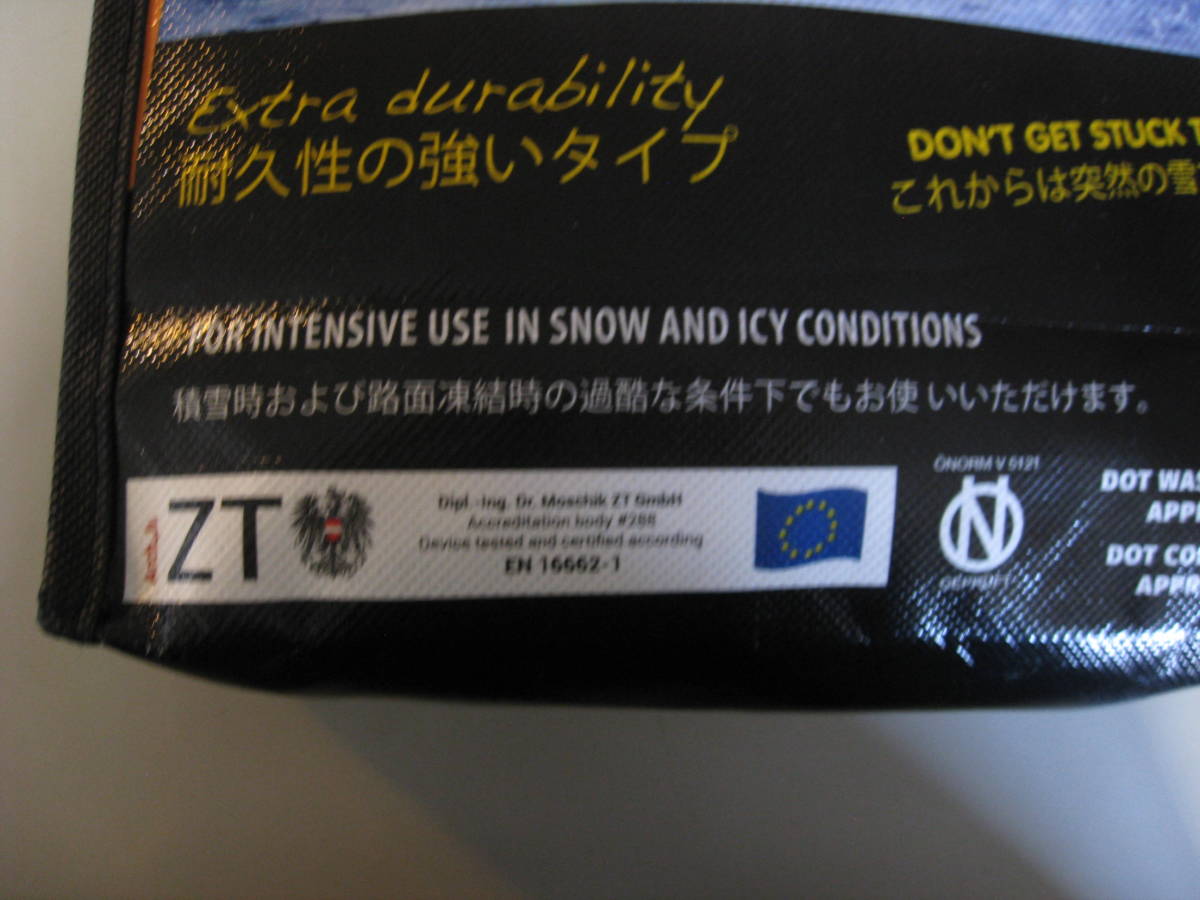 Extra durability
耐久性の強いタイプ
DON'T GET STUCK
これからは突然の雪
FOR INTENSIVE USE IN SNOW AND ICY CONDITIONS
積雪時および路面凍結時の過酷な条件下でもお使いいただけます。
ZT
Dipl.-Ing. Dr. Moschik ZT GmbH
Accreditation body #288
Device tested and certified according
EN 16662-1
ÖNORM V 5121
N
GEPRÜFT
DOT WAS
APP
DOT CO
APP